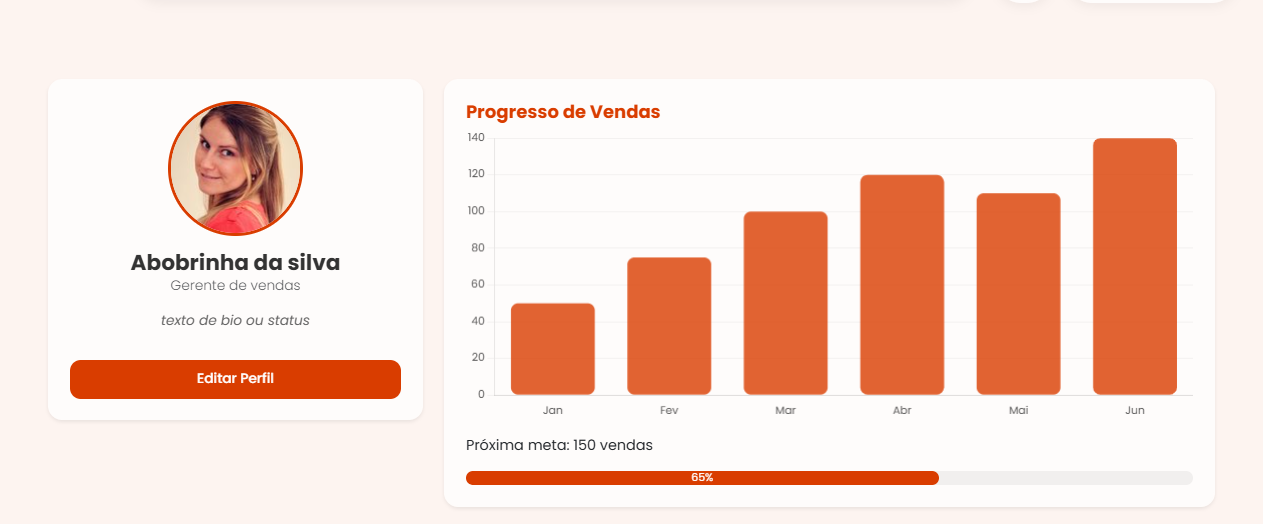 Abobrinha da silva
Gerente de vendas
texto de bio ou status
Editar Perfil
Progresso de Vendas
140
120
100
80
60
40
20
0
Jan Fev Mar Abr Mai Jun
Próxima meta: 150 vendas
65%